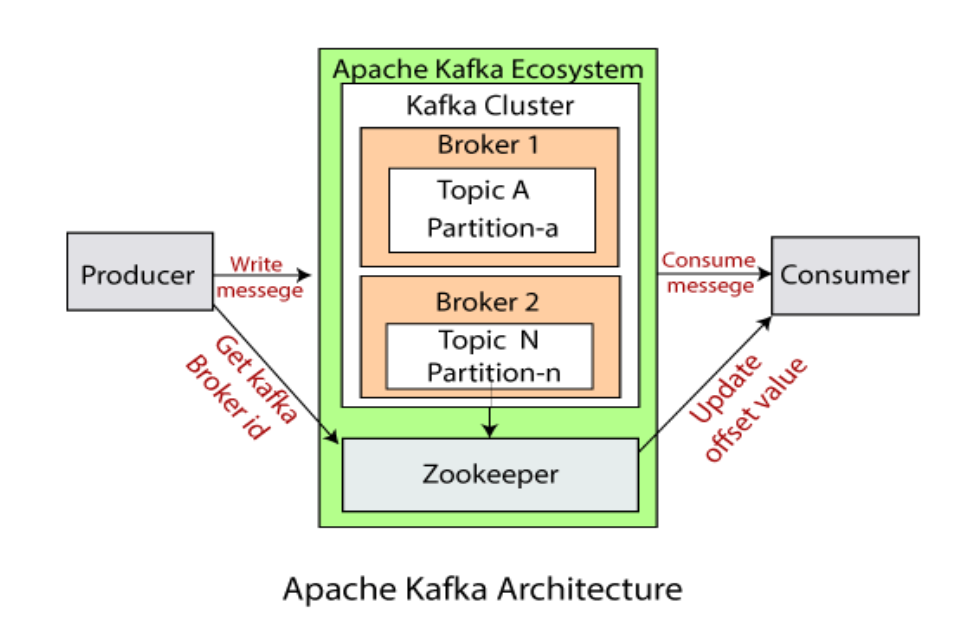 Apache Kafka Ecosystem
Kafka Cluster
Broker 1
Topic A
Partition-a
Producer
Write
messege
Consume
messege
Consumer
Broker 2
Topic N
Partition-n
Get kafka
Broker id
Update
offset value
Zookeeper
Apache Kafka Architecture